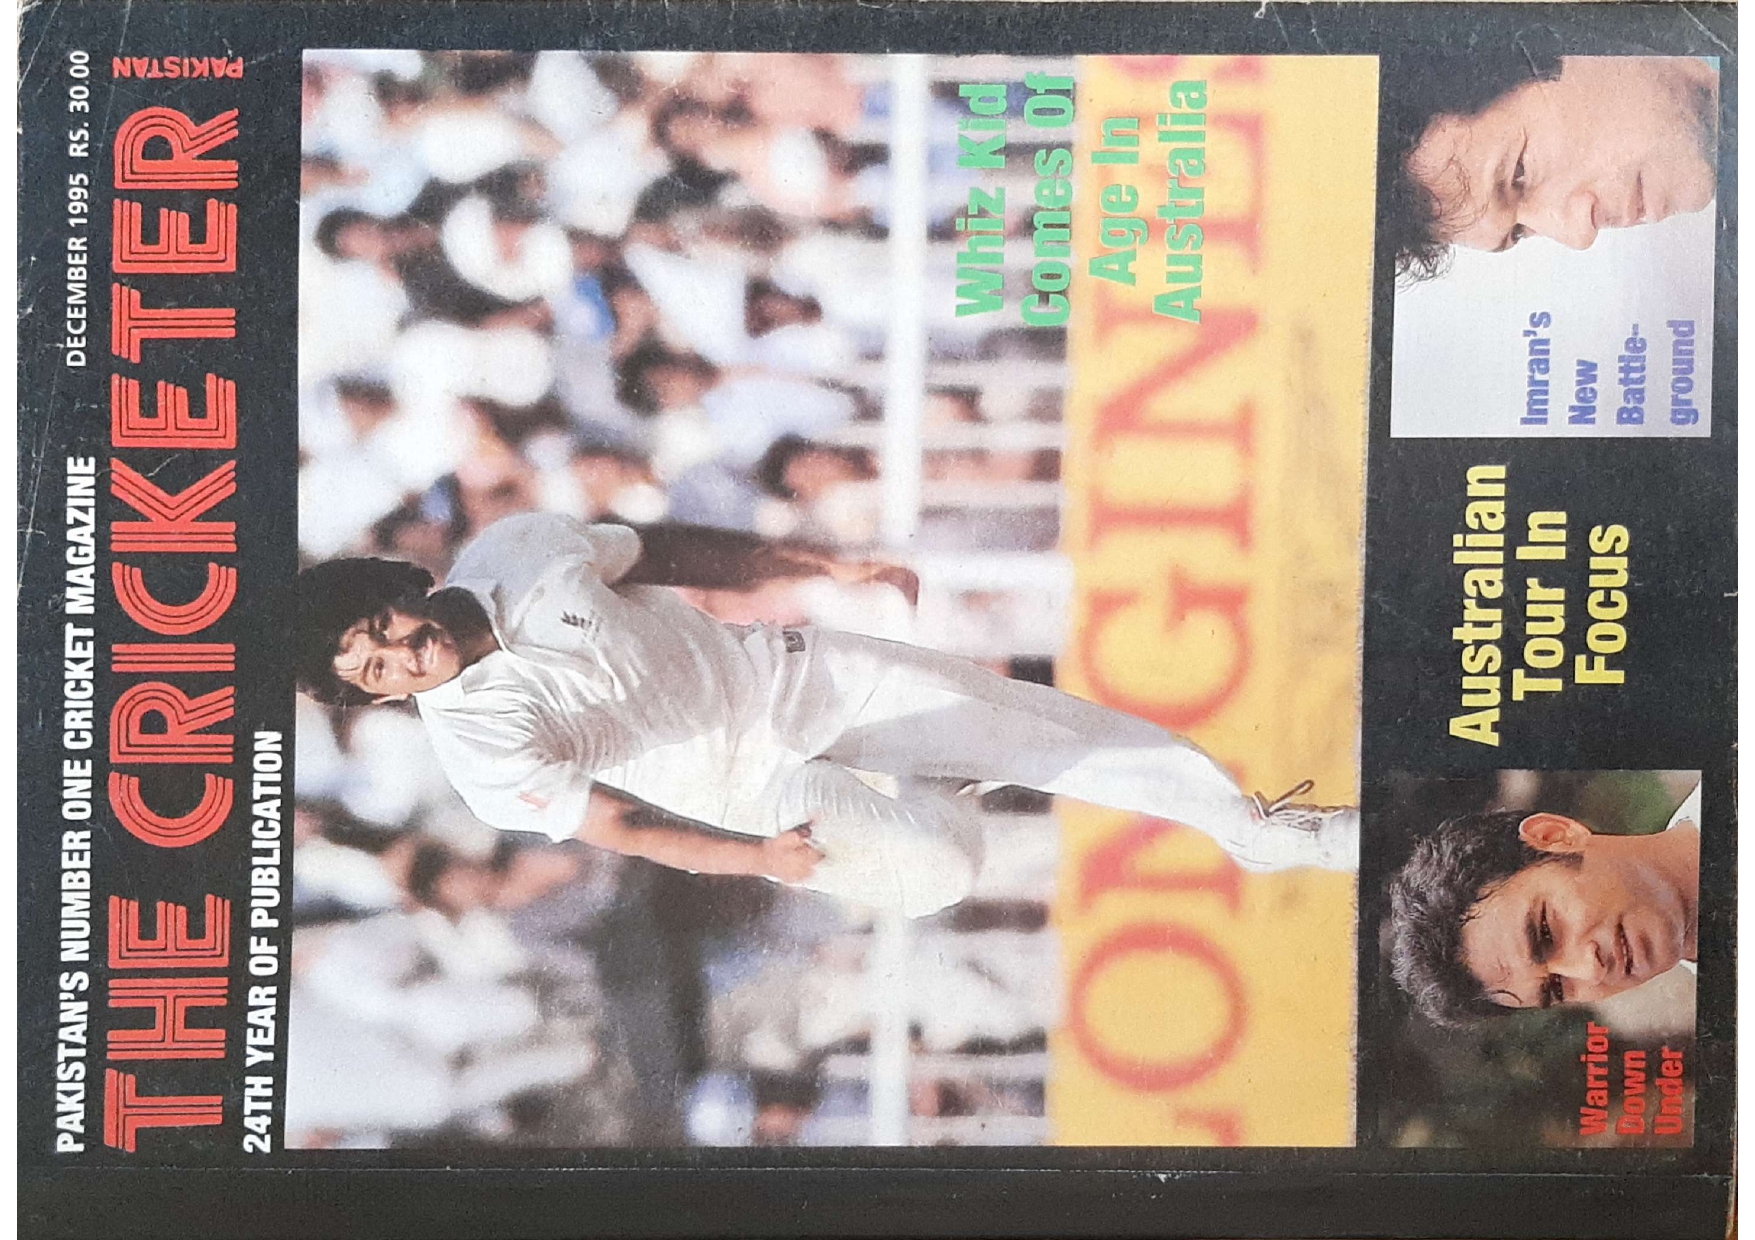 PAKISTAN'S NUMBER ONE CRICKET MAGAZINE DECEMBER 1995 RS. 30.00
THE CRICKETER PAKISTAN
24TH YEAR OF PUBLICATION
Whiz Kid
Comes Of
Age In
Australia
LONGINES
Warrior
Down
Under
Australian
Tour In
Focus
Imran's
New
Battle-
ground